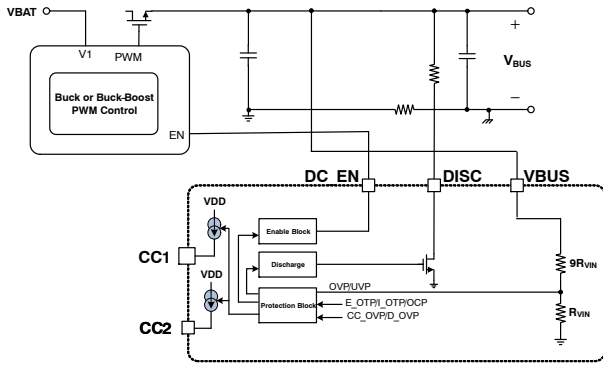 VBAT
V1
PWM
Buck or Buck-Boost
PWM Control
EN
+
VBUS
−
DC_EN
DISC
VBUS
VDD
Enable Block
CC1
Discharge
VDD
Protection Block
CC2
OVP/UVP
E_OTP/I_OTP/OCP
CC_OVP/D_OVP
9RVIN
RVIN